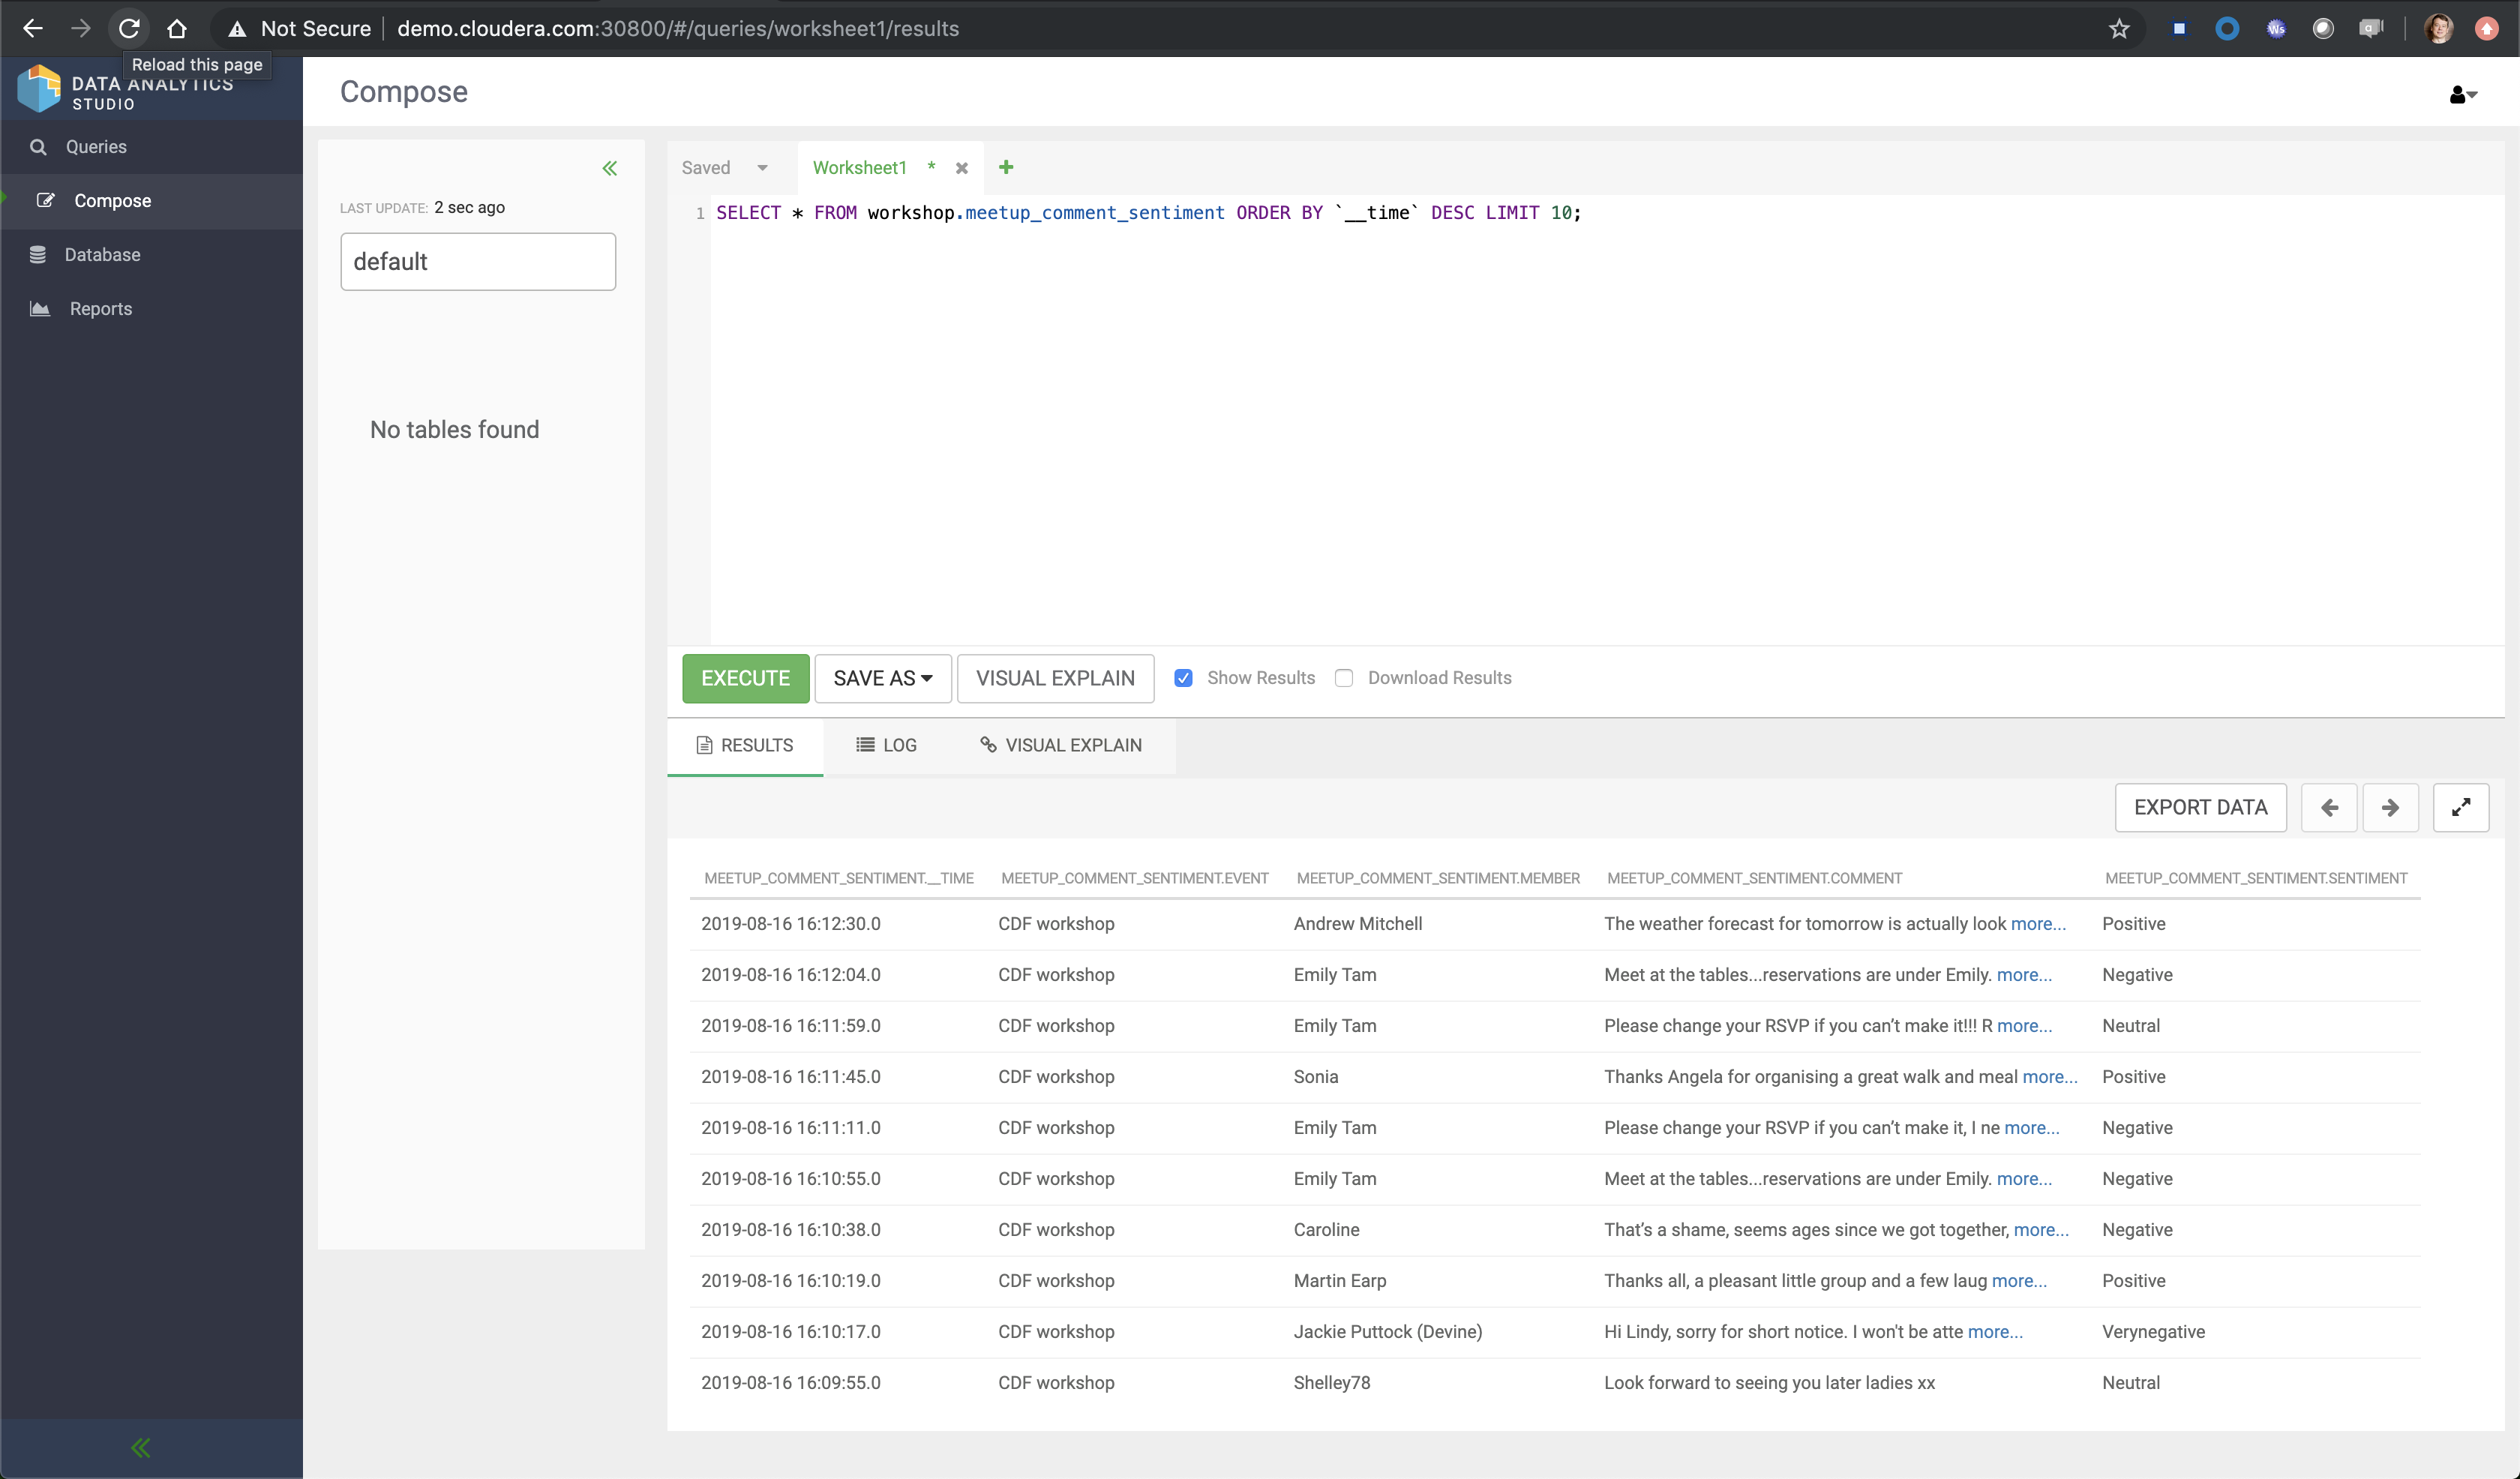 Not Secure demo.cloudera.com:30800/#/queries/worksheet1/results
Ws
Reload this page
DATA ANALYTICS
STUDIO
Compose
Queries
Compose
Database
Reports
LAST UPDATE: 2 sec ago
default
No tables found
Saved Worksheet1 *
1 SELECT * FROM workshop.meetup_comment_sentiment ORDER BY `__time` DESC LIMIT 10;
EXECUTE SAVE AS VISUAL EXPLAIN Show Results Download Results
RESULTS LOG VISUAL EXPLAIN
EXPORT DATA
MEETUP_COMMENT_SENTIMENT.__TIME MEETUP_COMMENT_SENTIMENT.EVENT MEETUP_COMMENT_SENTIMENT.MEMBER MEETUP_COMMENT_SENTIMENT.COMMENT MEETUP_COMMENT_SENTIMENT.SENTIMENT
2019-08-16 16:12:30.0 CDF workshop Andrew Mitchell The weather forecast for tomorrow is actually look more... Positive
2019-08-16 16:12:04.0 CDF workshop Emily Tam Meet at the tables...reservations are under Emily. more... Negative
2019-08-16 16:11:59.0 CDF workshop Emily Tam Please change your RSVP if you can’t make it!!! R more... Neutral
2019-08-16 16:11:45.0 CDF workshop Sonia Thanks Angela for organising a great walk and meal more... Positive
2019-08-16 16:11:11.0 CDF workshop Emily Tam Please change your RSVP if you can’t make it, I ne more... Negative
2019-08-16 16:10:55.0 CDF workshop Emily Tam Meet at the tables...reservations are under Emily. more... Negative
2019-08-16 16:10:38.0 CDF workshop Caroline That’s a shame, seems ages since we got together, more... Negative
2019-08-16 16:10:19.0 CDF workshop Martin Earp Thanks all, a pleasant little group and a few laug more... Positive
2019-08-16 16:10:17.0 CDF workshop Jackie Puttock (Devine) Hi Lindy, sorry for short notice. I won't be atte more... Verynegative
2019-08-16 16:09:55.0 CDF workshop Shelley78 Look forward to seeing you later ladies xx Neutral